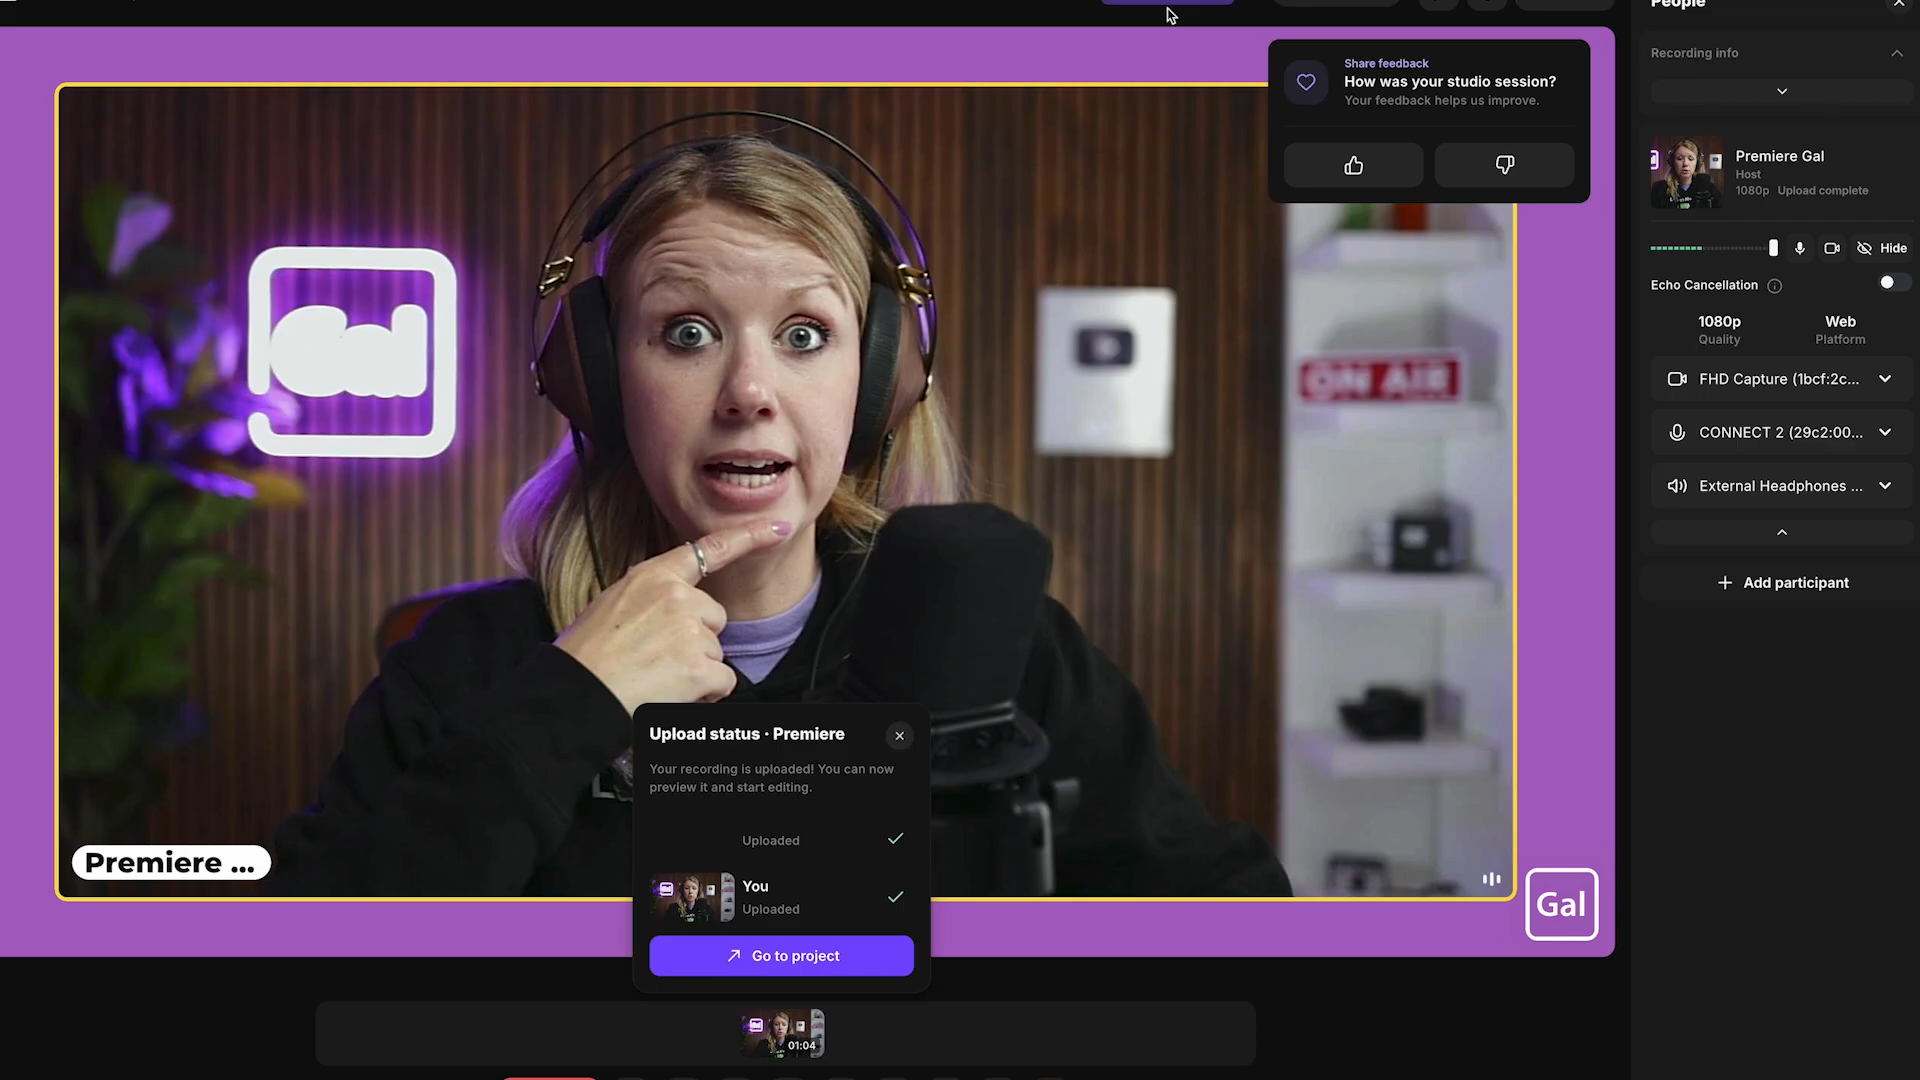 People
Recording info
Share feedback
How was your studio session?
Your feedback helps us improve.
Premiere Gal
Host
1080p Upload complete
Hide
Echo Cancellation
1080p
Quality
Web
Platform
FHD Capture (1bcf:2c...
CONNECT 2 (29c2:00...
External Headphones ...
Add participant
Gal
ON AIR
Premiere ...
Gal
Upload status · Premiere
Your recording is uploaded! You can now
preview it and start editing.
Uploaded
You
Uploaded
Go to project
01:04